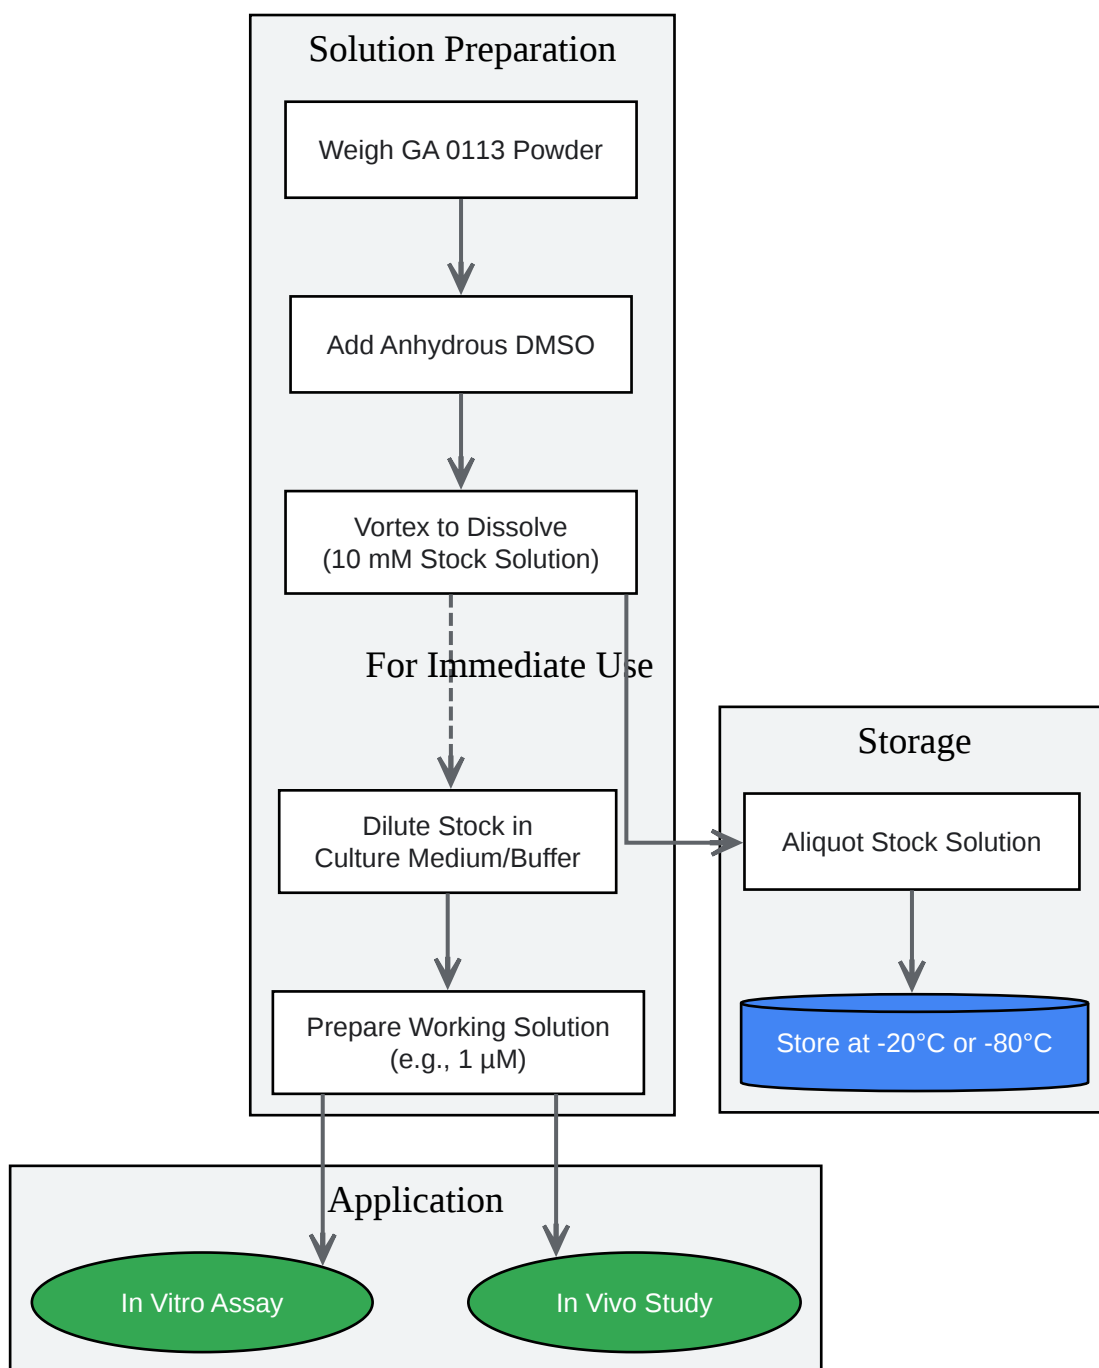 Solution Preparation
Weigh GA 0113 Powder
Add Anhydrous DMSO
Vortex to Dissolve
(10 mM Stock Solution)
For Immediate Use
Storage
Dilute Stock in
Culture Medium/Buffer
Aliquot Stock Solution
Prepare Working Solution
(e.g., 1 µM)
Store at -20°C or -80°C
Application
In Vitro Assay
In Vivo Study